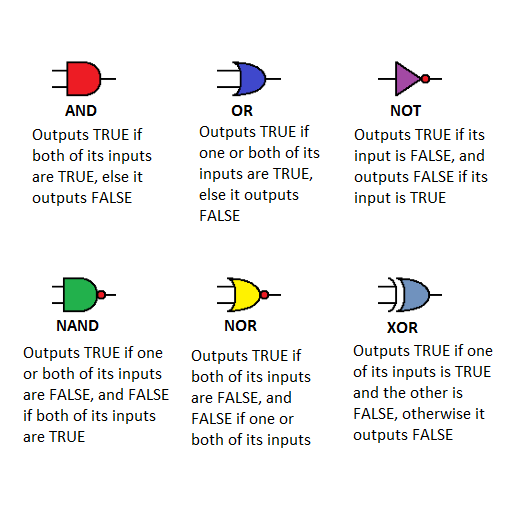 AND
Outputs TRUE if
both of its inputs
are TRUE, else it
outputs FALSE
OR
Outputs TRUE if
one or both of its
inputs are TRUE,
else it outputs
FALSE
NOT
Outputs TRUE if its
input is FALSE, and
outputs FALSE if its
input is TRUE
NAND
Outputs TRUE if one
or both of its inputs
are FALSE, and FALSE
if both of its inputs
are TRUE
NOR
Outputs TRUE if
both of its inputs
are FALSE, and
FALSE if one or
both of its inputs
XOR
Outputs TRUE if one
of its inputs is TRUE
and the other is
FALSE, otherwise it
outputs FALSE